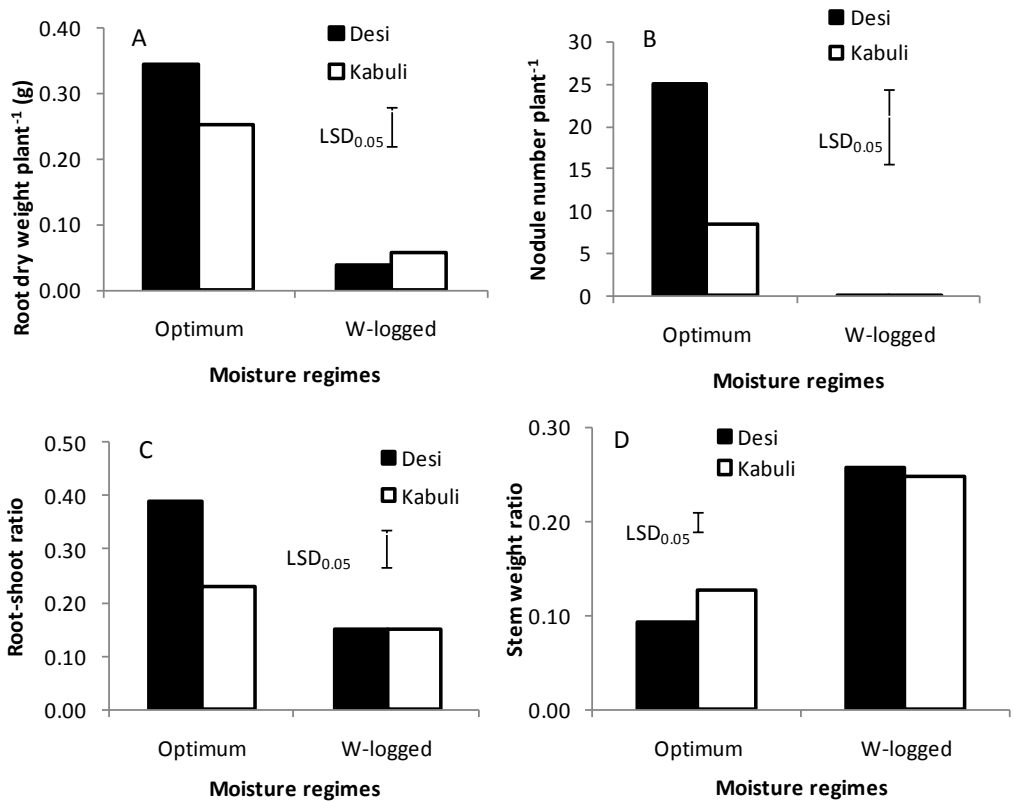 A
Desi
Kabuli
LSD0.05
0.40
0.30
0.20
0.10
0.00
Root dry weight plant-1 (g)
Optimum
W-logged
Moisture regimes
B
Desi
Kabuli
LSD0.05
30
25
20
15
10
5
0
Nodule number plant-1
Optimum
W-logged
Moisture regimes
C
Desi
Kabuli
LSD0.05
0.50
0.40
0.30
0.20
0.10
0.00
Root-shoot ratio
Optimum
W-logged
Moisture regimes
D
Desi
Kabuli
LSD0.05
0.30
0.20
0.10
0.00
Stem weight ratio
Optimum
W-logged
Moisture regimes